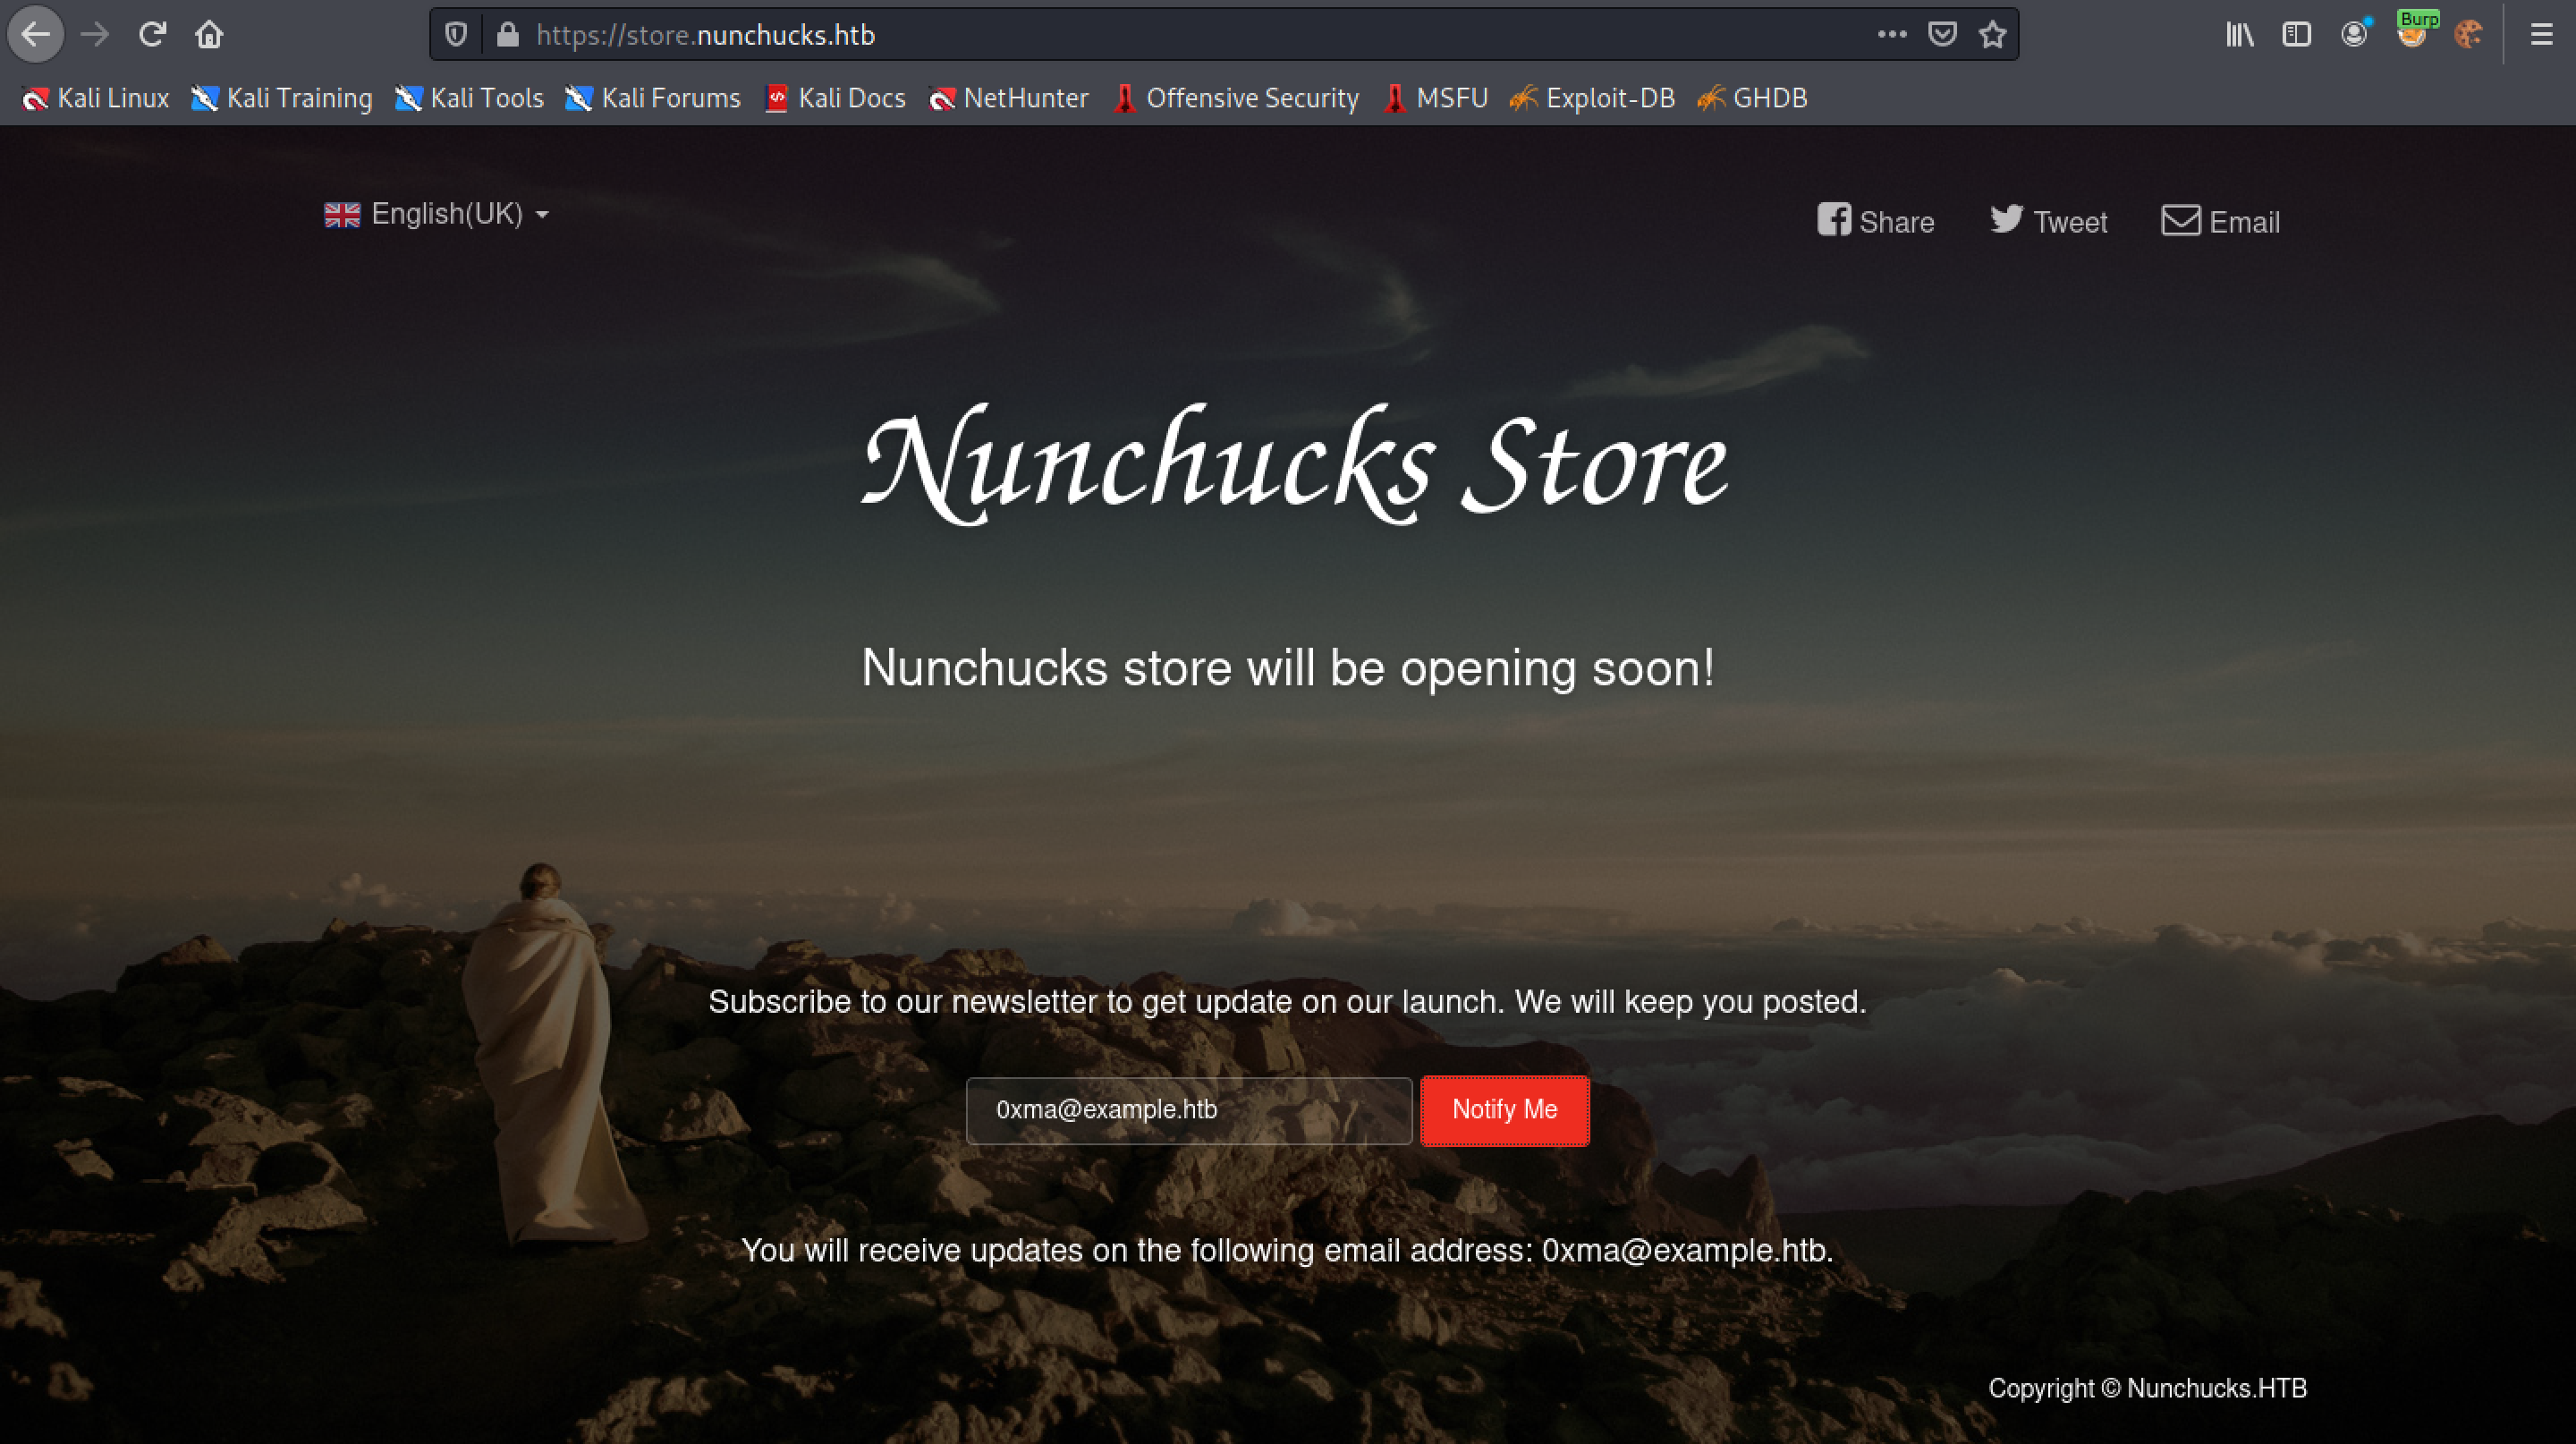 https://store.nunchucks.htb
Burp
Kali Linux Kali Training Kali Tools Kali Forums Kali Docs NetHunter Offensive Security MSFU Exploit-DB GHDB
English(UK) Share Tweet Email
Nunchucks Store
Nunchucks store will be opening soon!
Subscribe to our newsletter to get update on our launch. We will keep you posted.
0xma@example.htb Notify Me
You will receive updates on the following email address: 0xma@example.htb.
Copyright © Nunchucks.HTB